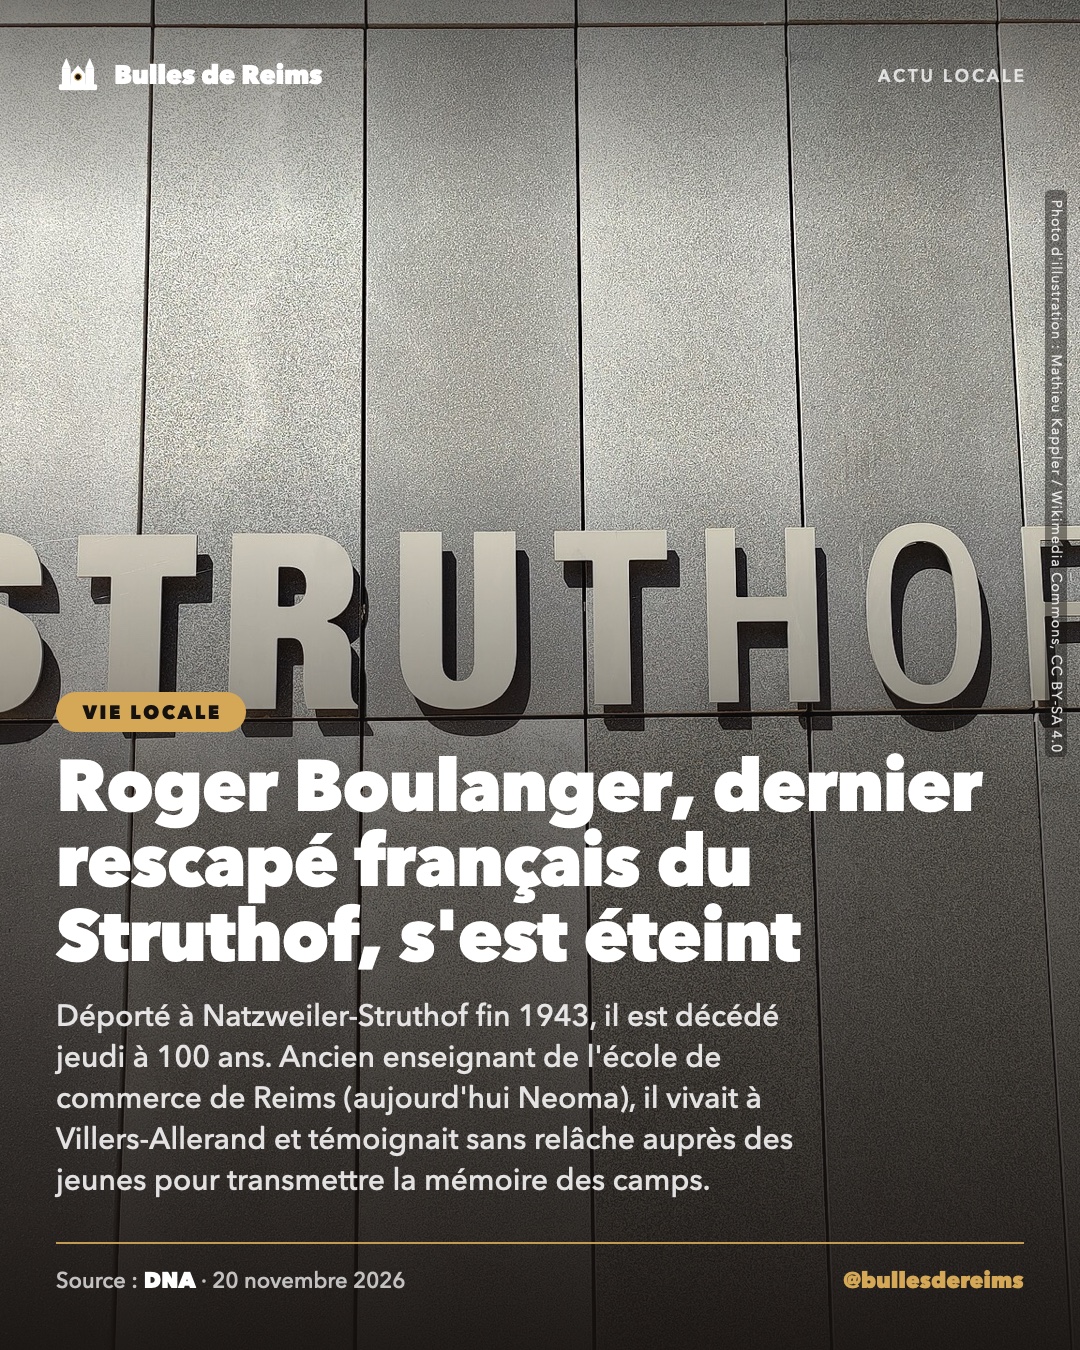 Bulles de Reims
ACTU LOCALE
Photo d'illustration : Mathieu Kappler / Wikimedia Commons, CC BY-SA 4.0
STRUTHOF
VIE LOCALE
Roger Boulanger, dernier
rescapé français du
Struthof, s'est éteint
Déporté à Natzweiler-Struthof fin 1943, il est décédé
jeudi à 100 ans. Ancien enseignant de l'école de
commerce de Reims (aujourd'hui Neoma), il vivait à
Villers-Allerand et témoignait sans relâche auprès des
jeunes pour transmettre la mémoire des camps.
Source : DNA · 20 novembre 2026
@bullesdereims